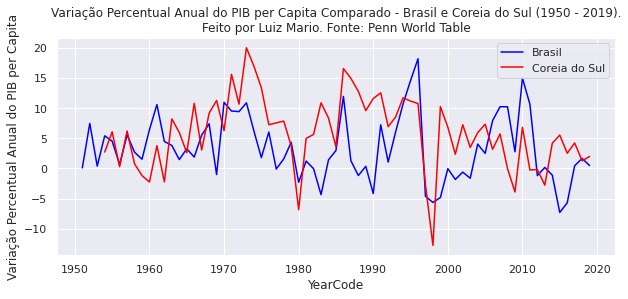 Variação Percentual Anual do PIB per Capita Comparado - Brasil e Coreia do Sul (1950 - 2019).
Feito por Luiz Mario. Fonte: Penn World Table
Variação Percentual Anual do PIB per Capita
20
15
10
5
0
−5
−10
Brasil
Coreia do Sul
1950
1960
1970
1980
1990
2000
2010
2020
YearCode